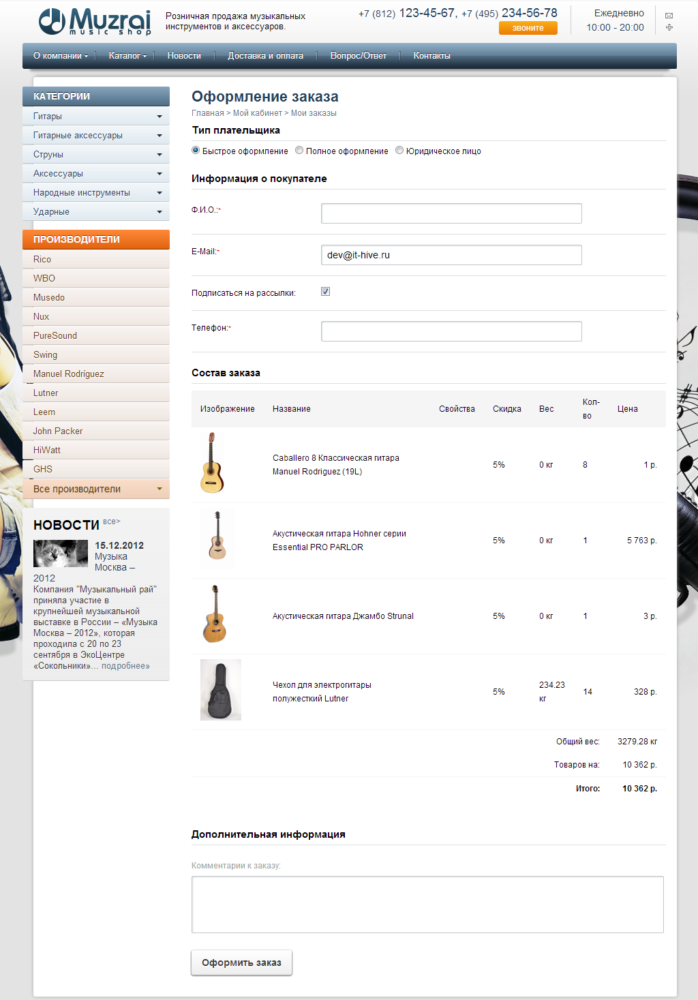 Muzrai
music shop
Розничная продажа музыкальных
инструментов и аксессуаров.
+7 (812) 123-45-67, +7 (495) 234-56-78
звоните
Ежедневно
10:00 - 20:00
О компании
Каталог
Новости
Доставка и оплата
Вопрос/Ответ
Контакты
КАТЕГОРИИ
Гитары
Гитарные аксессуары
Струны
Аксессуары
Народные инструменты
Ударные
ПРОИЗВОДИТЕЛИ
Rico
WBO
Musedo
Nux
PureSound
Swing
Manuel Rodríguez
Lutner
Leem
John Packer
HiWatt
GHS
Все производители
НОВОСТИ все>
15.12.2012
Музыка
Москва –
2012
Компания "Музыкальный рай"
приняла участие в
крупнейшей музыкальной
выставке в России – «Музыка
Москва – 2012», которая
проходила с 20 по 23
сентября в ЭкоЦентре
«Сокольники»... подробнее»
Оформление заказа
Главная > Мой кабинет > Мои заказы
Тип плательщика
Быстрое оформление Полное оформление Юридическое лицо
Информация о покупателе
Ф.И.О.:*
E-Mail:* dev@it-hive.ru
Подписаться на рассылки:
Телефон:*
Состав заказа
Изображение Название Свойства Скидка Вес Кол-
во Цена
Caballero 8 Классическая гитара
Manuel Rodriguez (19L) 5% 0 кг 8 1 р.
Акустическая гитара Hohner серии
Essential PRO PARLOR 5% 0 кг 1 5 763 р.
Акустическая гитара Джамбо Strunal 5% 0 кг 1 3 р.
Чехол для электрогитары
полужесткий Lutner 5% 234.23
кг 14 328 р.
Общий вес: 3279.28 кг
Товаров на: 10 362 р.
Итого: 10 362 р.
Дополнительная информация
Комментарии к заказу:
Оформить заказ